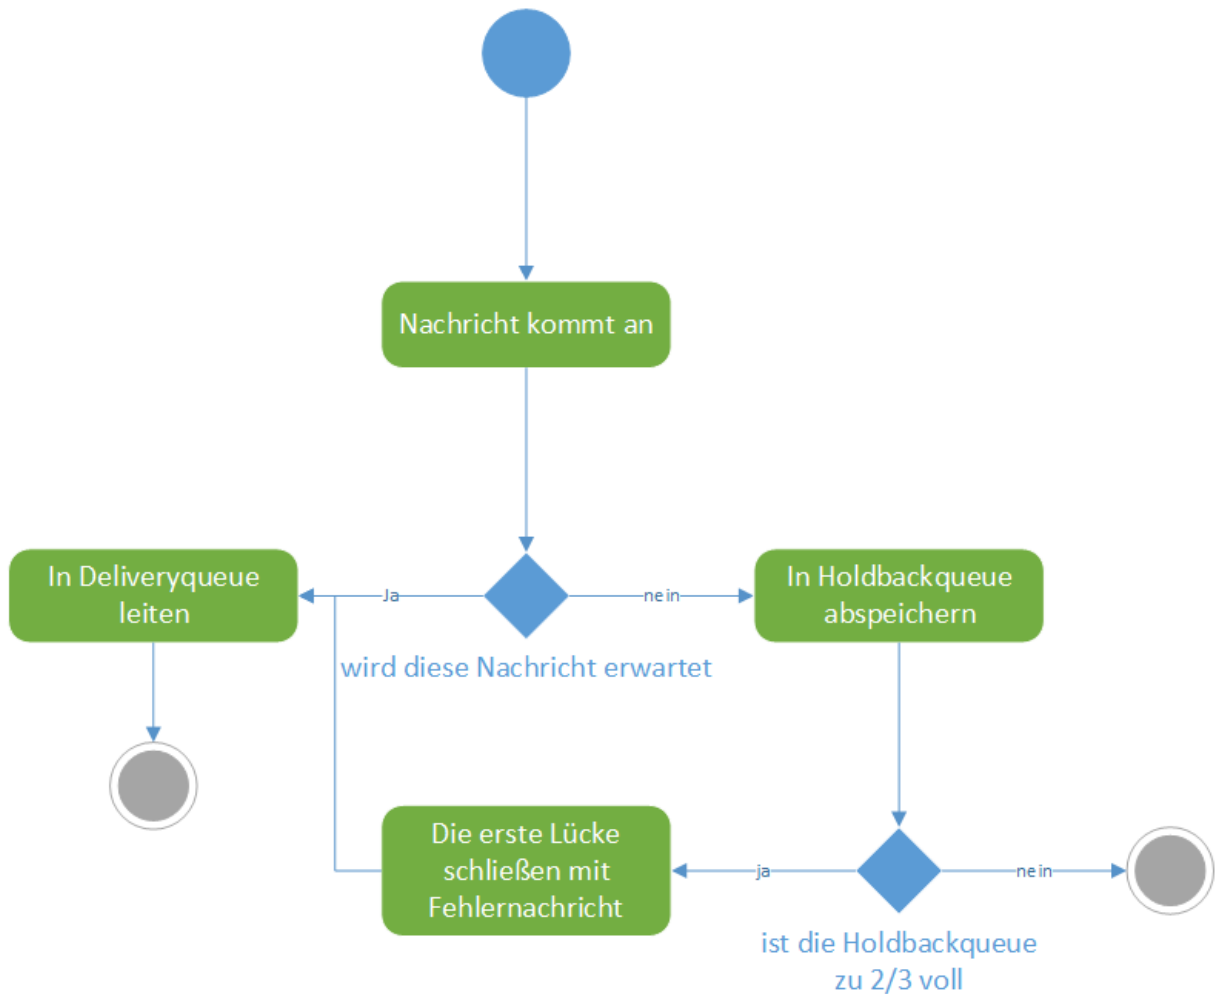 Nachricht kommt an
In Deliveryqueue
leiten
Ja
nein
In Holdbackqueue
abspeichern
wird diese Nachricht erwartet
Die erste Lücke
schließen mit
Fehlernachricht
ja
nein
ist die Holdbackqueue
zu 2/3 voll